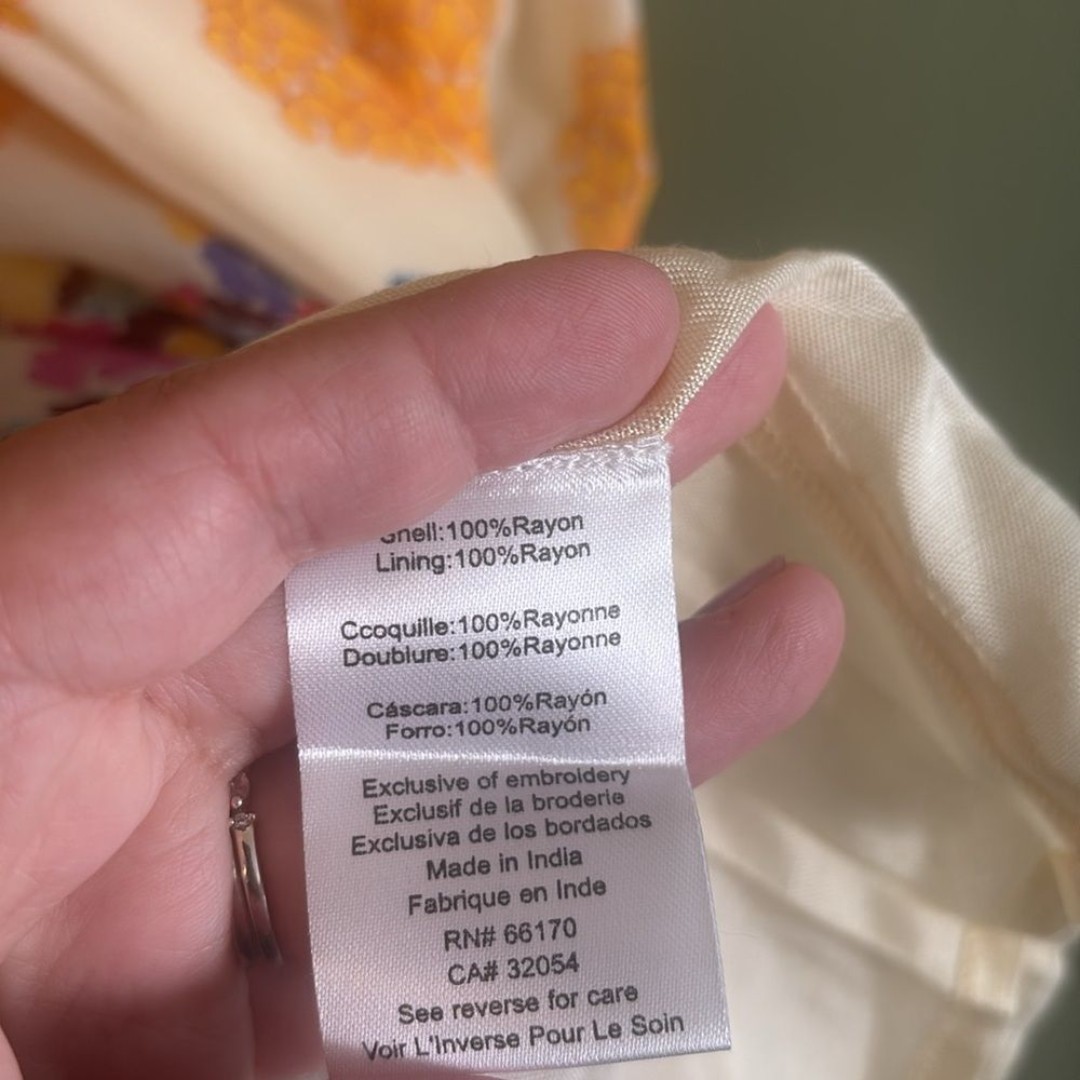 Shell:100%Rayon
Lining:100%Rayon
Ccoquille:100%Rayonne
Doublure:100%Rayonne
Cáscara:100%Rayón
Forro:100%Rayón
Exclusive of embroidery
Exclusif de la broderie
Exclusiva de los bordados
Made in India
Fabrique en Inde
RN# 66170
CA# 32054
See reverse for care
Voir L'Inverse Pour Le Soin